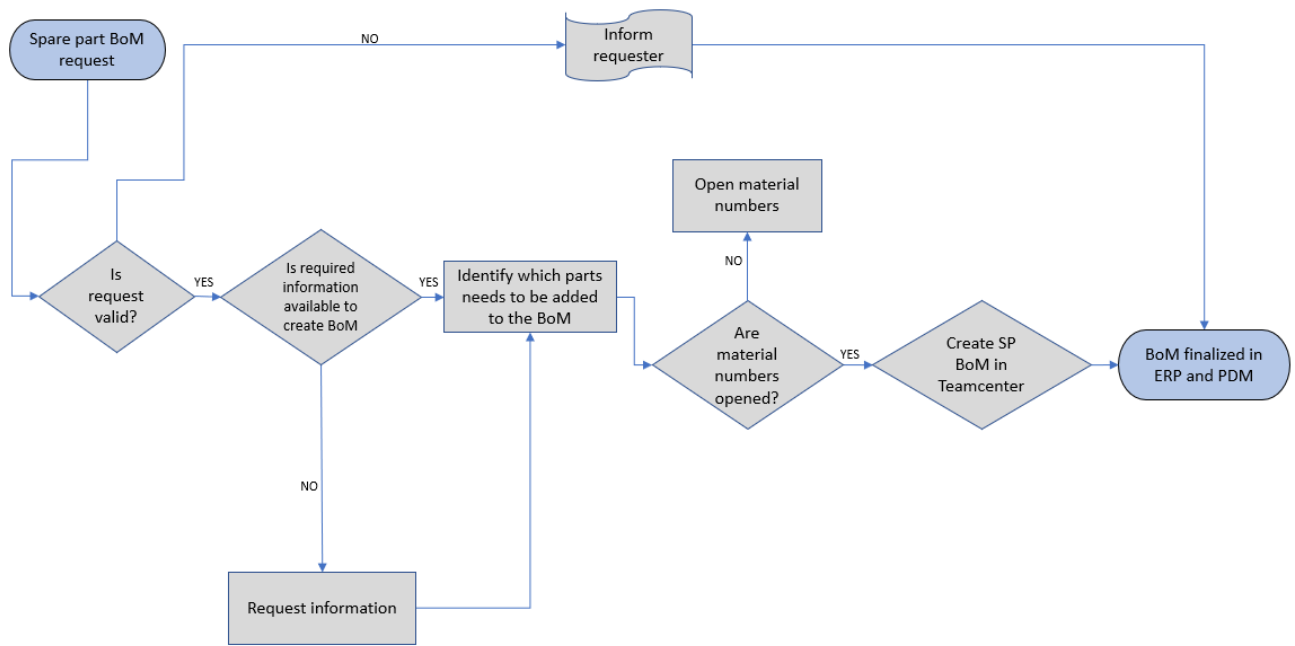 Spare part BoM
request
NO
Inform
requester
Open material
numbers
NO
Is
request
valid?
YES
Is required
information
available to
create BoM
YES
Identify which parts
needs to be added
to the BoM
Are
material
numbers
opened?
YES
Create SP
BoM in
Teamcenter
BoM finalized in
ERP and PDM
NO
Request information